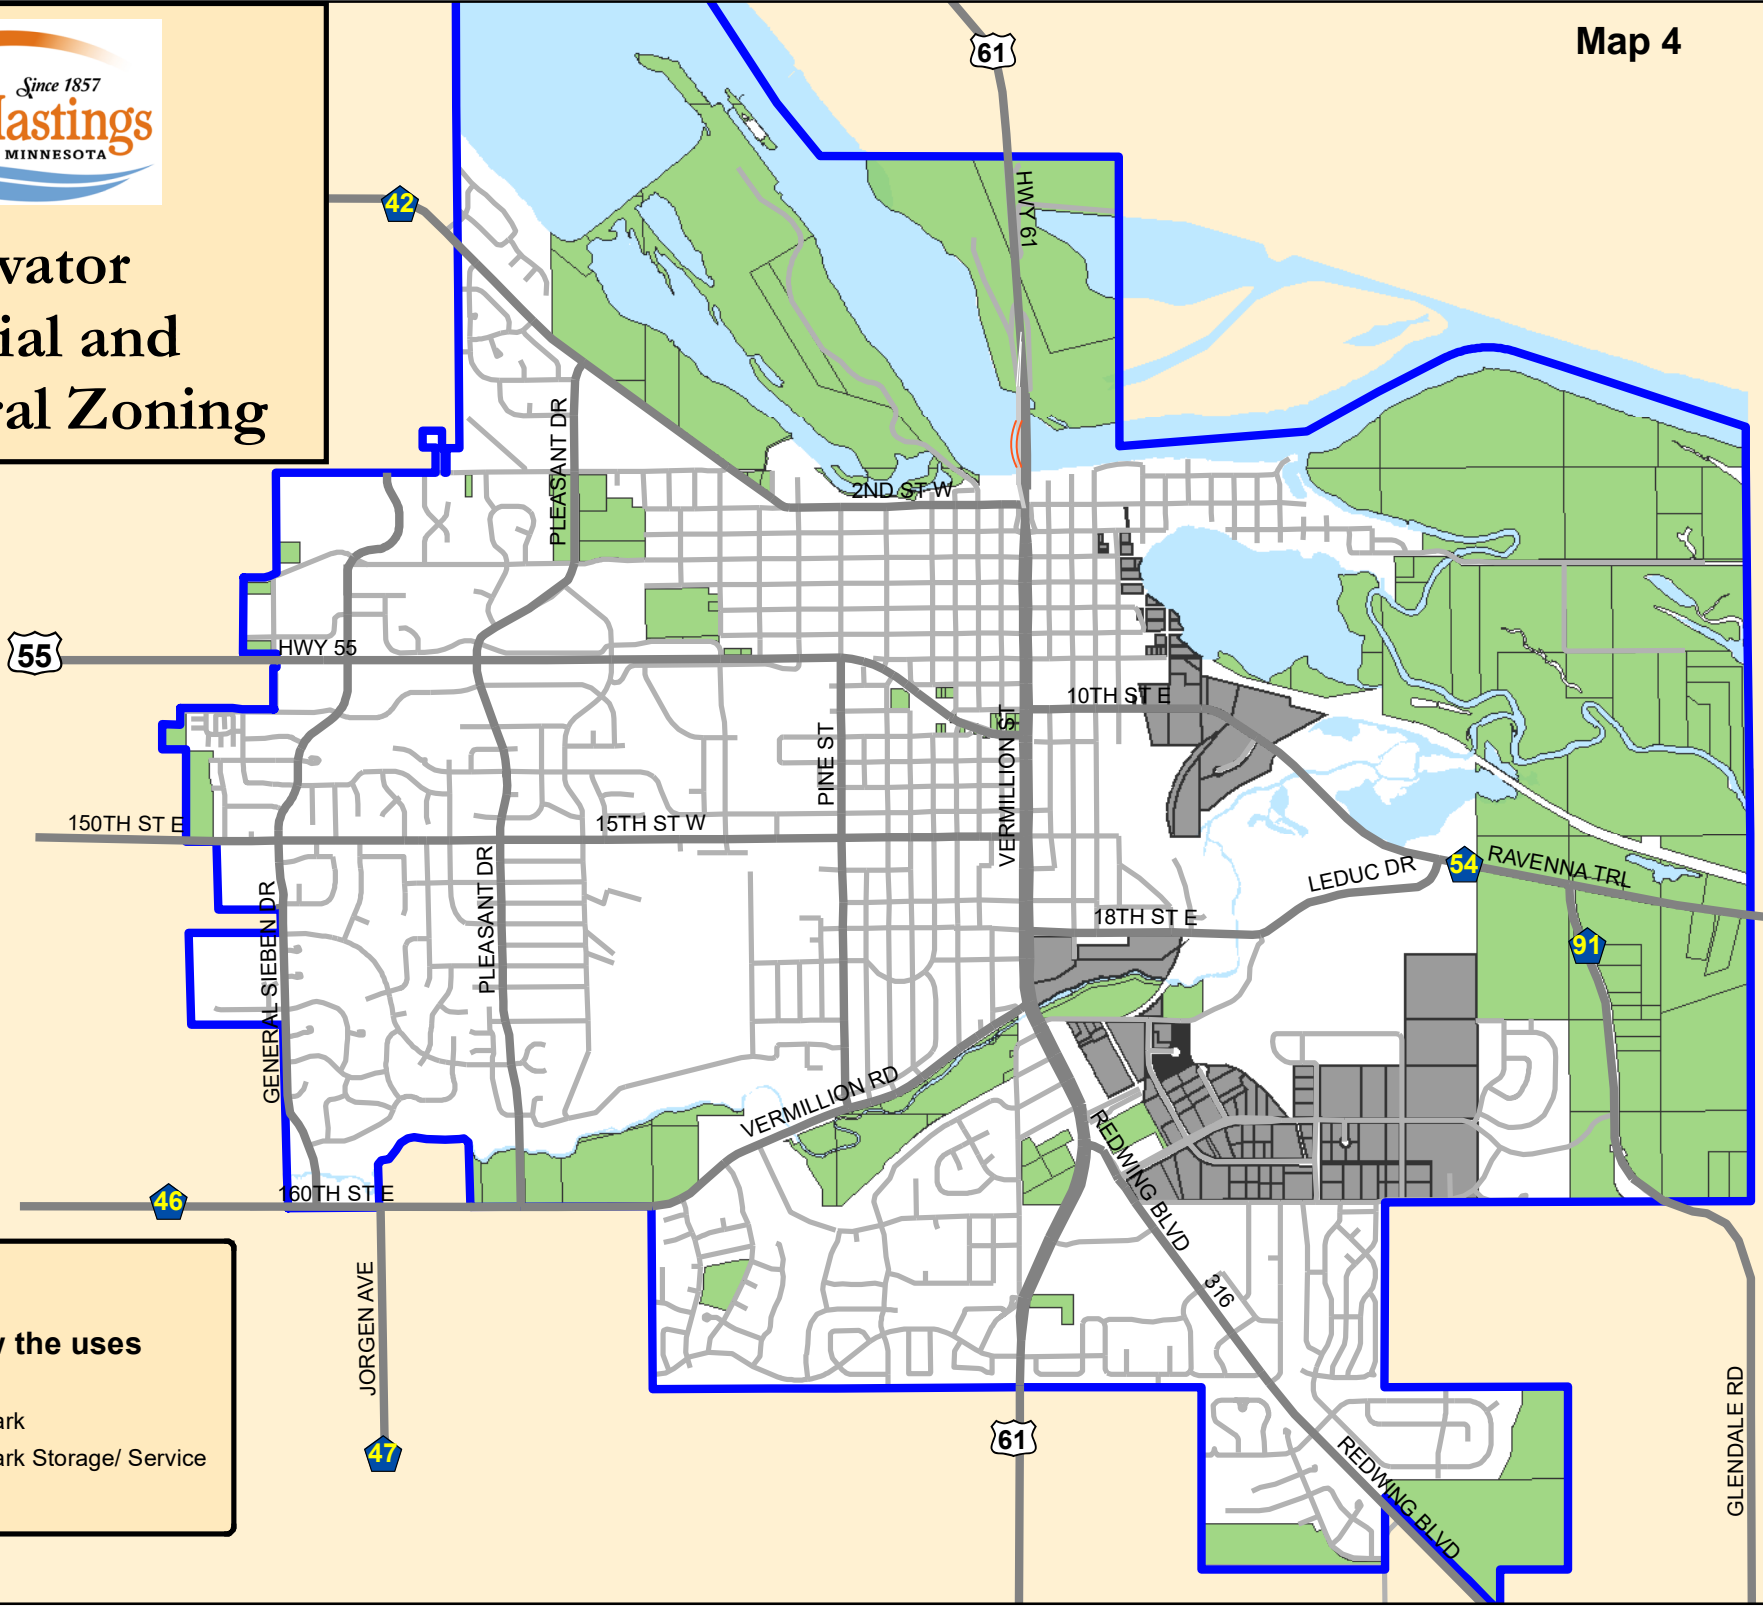 Map 4
Since 1857
Hastings
MINNESOTA
vator
ial and
ral Zoning
61
42
HWY 61
PLEASANT DR
2ND ST W
55
HWY 55
10TH ST E
VERMILLION ST
PINE ST
150TH ST E
15TH ST W
PLEASANT DR
GENERAL SIEBEN DR
LEDUC DR
54
RAVENNA TRL
18TH ST E
91
VERMILLION RD
REDWING BLVD
46
160TH ST E
316
JORGEN AVE
y the uses
ark
ark Storage/ Service
47
61
REDWING BLVD
GLENDALE RD